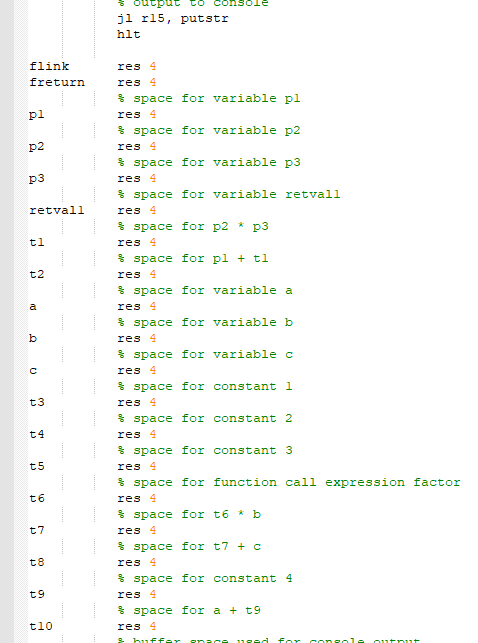 % output to console
jl r15, putstr
hlt
flink res 4
freturn res 4
% space for variable p1
p1 res 4
% space for variable p2
p2 res 4
% space for variable p3
p3 res 4
% space for variable retval1
retval1 res 4
% space for p2 * p3
t1 res 4
% space for p1 + t1
t2 res 4
% space for variable a
a res 4
% space for variable b
b res 4
% space for variable c
c res 4
% space for constant 1
t3 res 4
% space for constant 2
t4 res 4
% space for constant 3
t5 res 4
% space for function call expression factor
t6 res 4
% space for t6 * b
t7 res 4
% space for t7 + c
t8 res 4
% space for constant 4
t9 res 4
% space for a + t9
t10 res 4
% buffer space used for console output